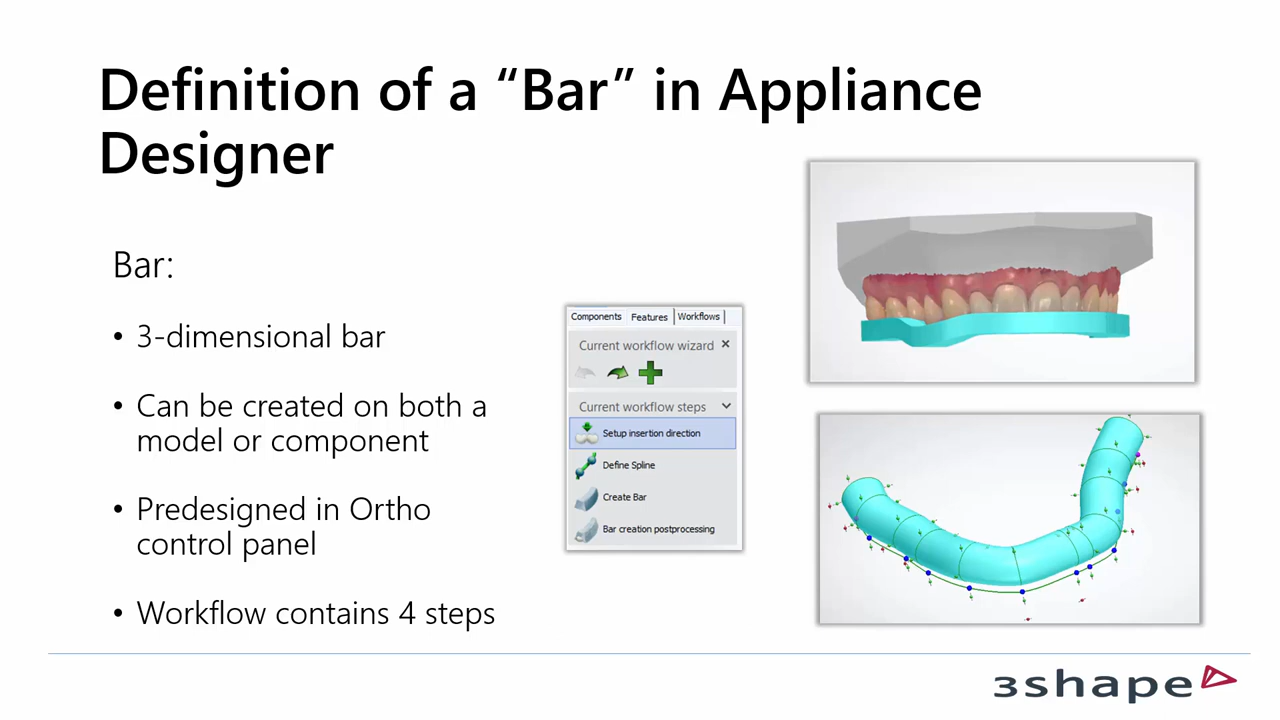 Definition of a “Bar” in Appliance
Designer
Bar:
• 3-dimensional bar
• Can be created on both a
model or component
• Predesigned in Ortho
control panel
• Workflow contains 4 steps
Components Features Workflows
Current workflow wizard
Current workflow steps
Setup insertion direction
Define Spline
Create Bar
Bar creation postprocessing
3shape